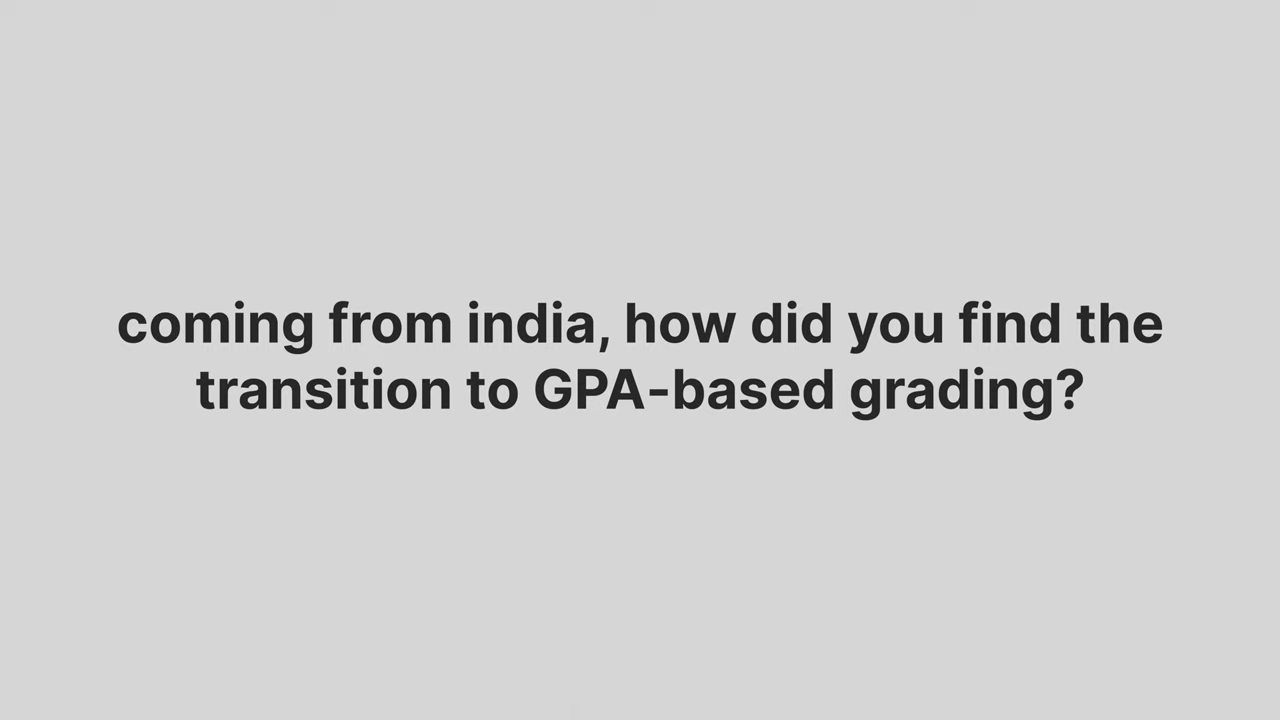 coming from india, how did you find the
transition to GPA-based grading?